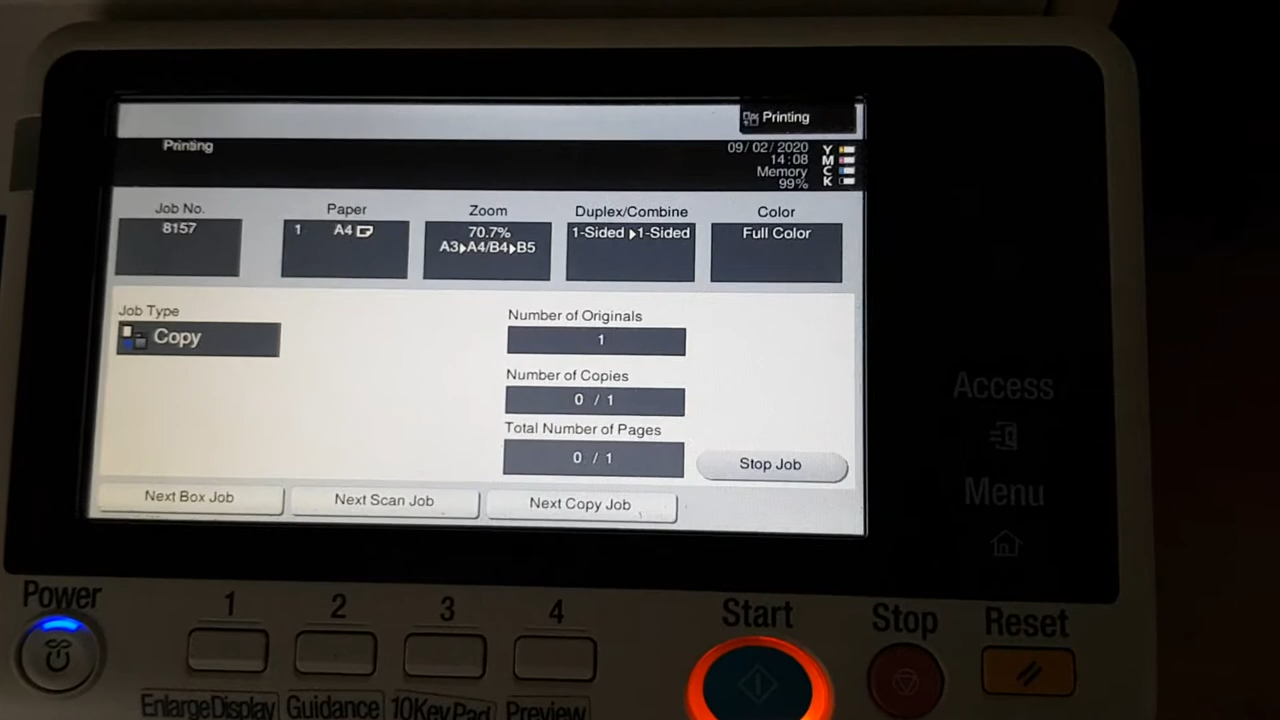 Printing
Printing
09/02/2020
14:08
Memory
99%
Y
M
C
K
Job No.
8157
Paper
1 A4
Zoom
70.7%
A3▶A4/B4▶B5
Duplex/Combine
1-Sided ▶1-Sided
Color
Full Color
Job Type
Copy
Number of Originals
1
Number of Copies
0 / 1
Total Number of Pages
0 / 1
Stop Job
Next Box Job
Next Scan Job
Next Copy Job
Access
Menu
Power
1
2
3
4
Start
Stop
Reset
Enlarge Display
Guidance
10 Key Pad
Preview